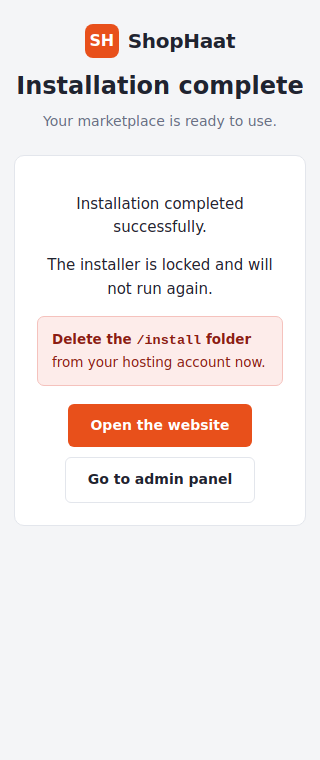 SH ShopHaat
Installation complete
Your marketplace is ready to use.
Installation completed
successfully.
The installer is locked and will
not run again.
Delete the /install folder
from your hosting account now.
Open the website
Go to admin panel